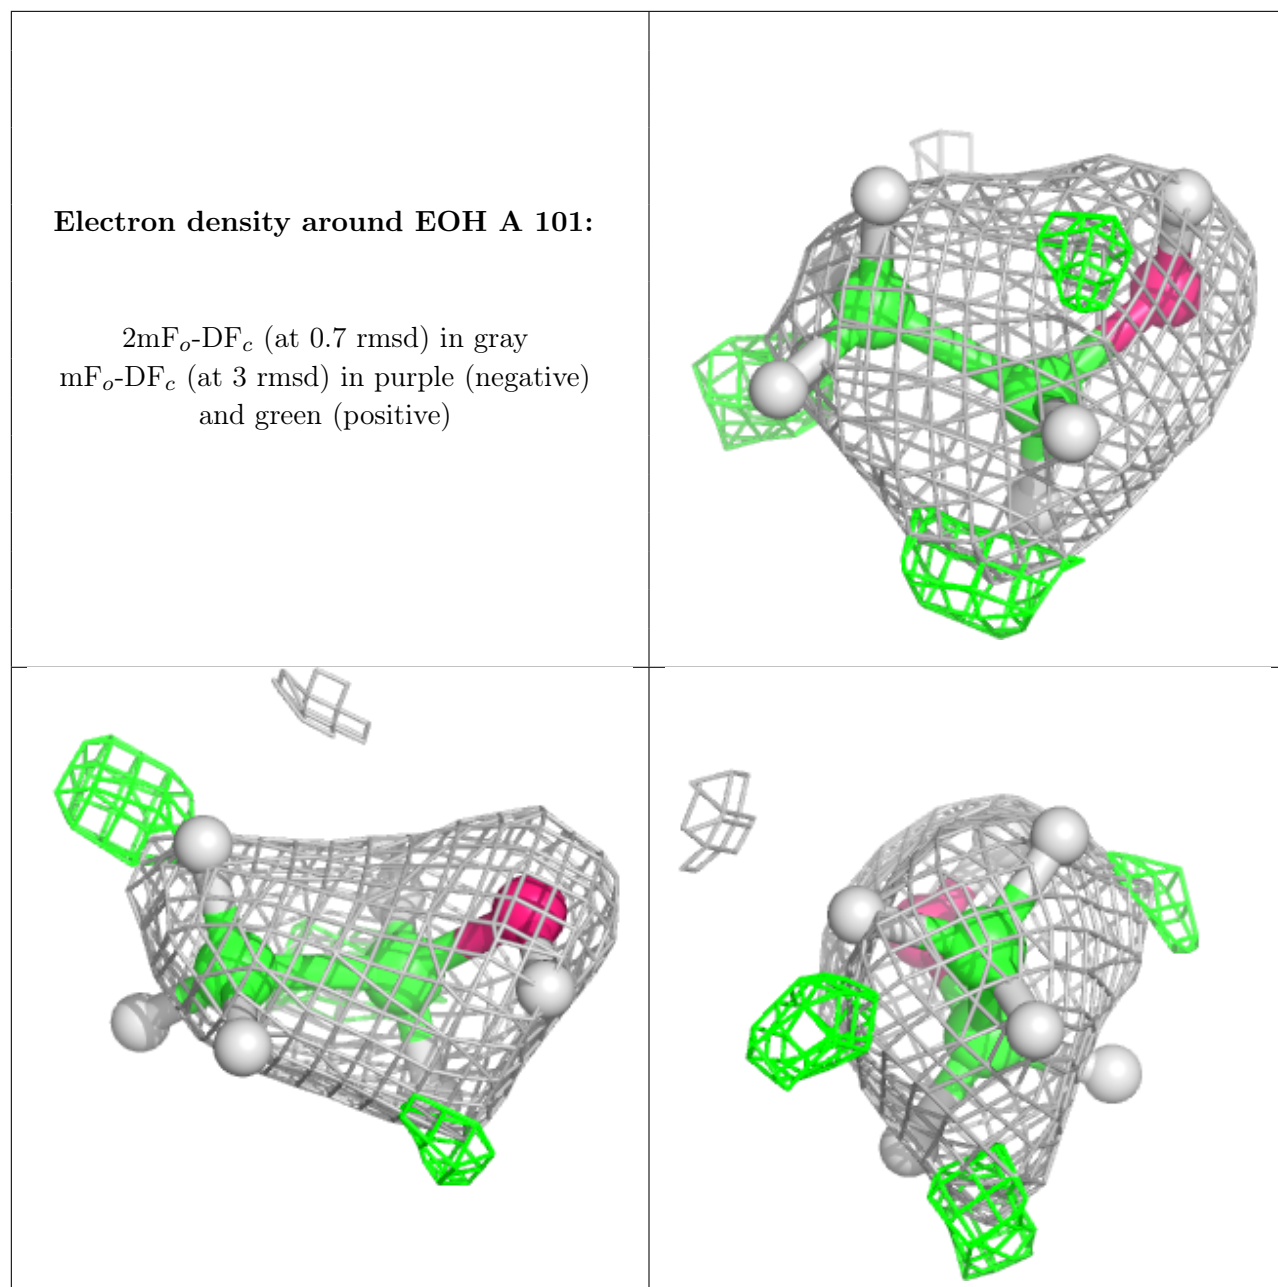 Electron density around EOH A 101:
2mFo-DFc (at 0.7 rmsd) in gray
mFo-DFc (at 3 rmsd) in purple (negative)
and green (positive)